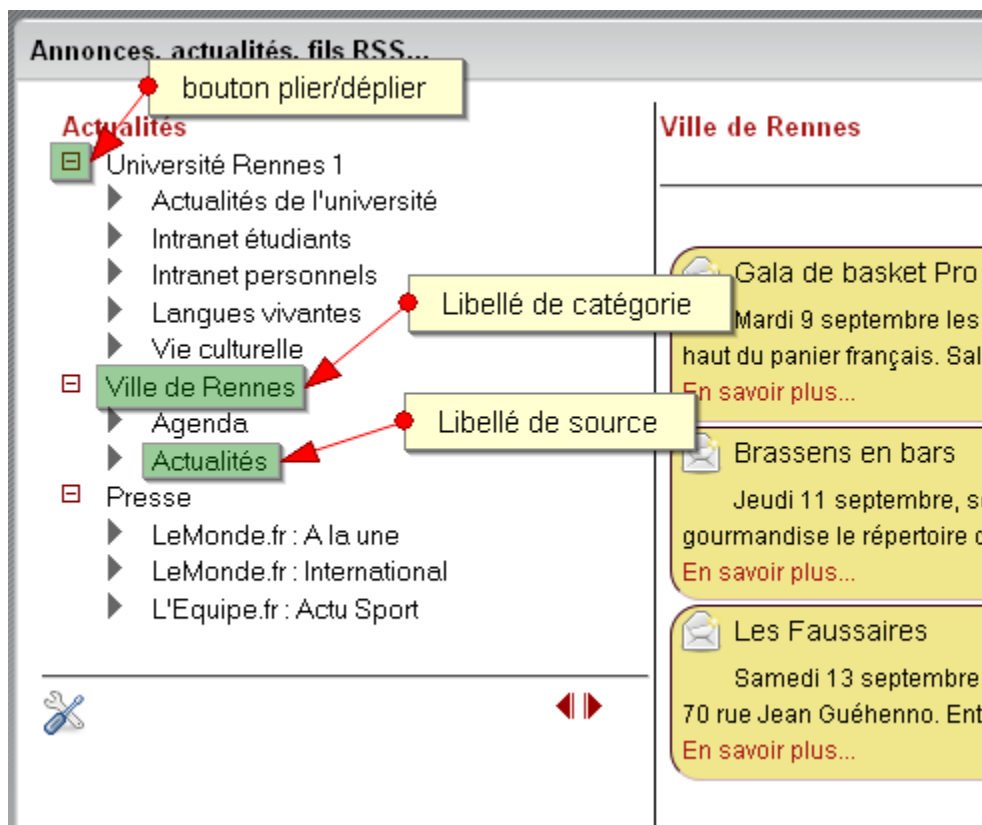 Annonces, actualités, fils RSS...
bouton plier/déplier
Actualités
Université Rennes 1
Actualités de l'université
Intranet étudiants
Intranet personnels
Langues vivantes
Vie culturelle
Libellé de catégorie
Ville de Rennes
Agenda
Libellé de source
Actualités
Presse
LeMonde.fr : A la une
LeMonde.fr : International
L'Equipe.fr : Actu Sport
Ville de Rennes
Gala de basket Pro
Mardi 9 septembre les
haut du panier français. Sal
En savoir plus...
Brassens en bars
Jeudi 11 septembre, s
gourmandise le répertoire
En savoir plus...
Les Faussaires
Samedi 13 septembre
70 rue Jean Guéhenno. Ent
En savoir plus...